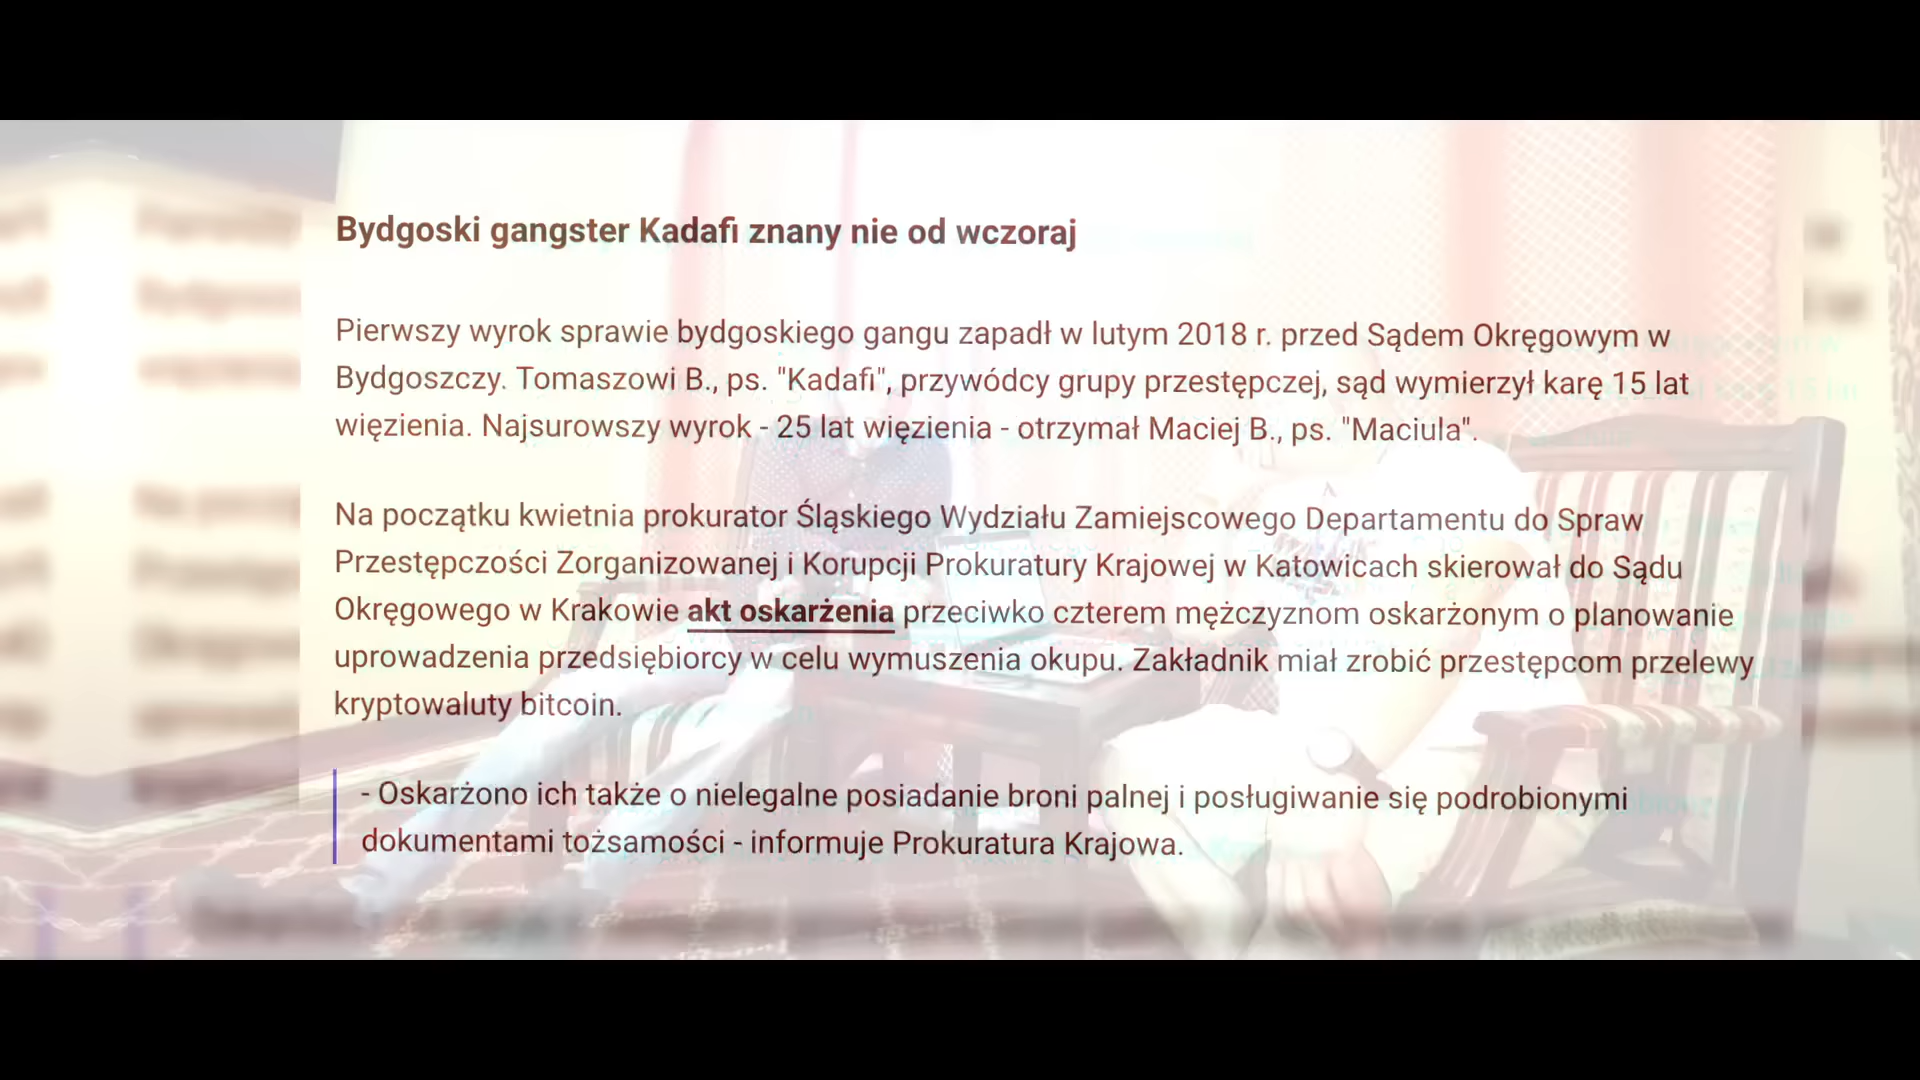 Bydgoski gangster Kadafi znany nie od wczoraj
Pierwszy wyrok sprawie bydgoskiego gangu zapadł w lutym 2018 r. przed Sądem Okręgowym w
Bydgoszczy. Tomaszowi B., ps. "Kadafi", przywódcy grupy przestępczej, sąd wymierzył karę 15 lat
więzienia. Najsurowszy wyrok - 25 lat więzienia - otrzymał Maciej B., ps. "Maciula".
Na początku kwietnia prokurator Śląskiego Wydziału Zamiejscowego Departamentu do Spraw
Przestępczości Zorganizowanej i Korupcji Prokuratury Krajowej w Katowicach skierował do Sądu
Okręgowego w Krakowie akt oskarżenia przeciwko czterem mężczyznom oskarżonym o planowanie
uprowadzenia przedsiębiorcy w celu wymuszenia okupu. Zakładnik miał zrobić przestępcom przelewy
kryptowaluty bitcoin.
- Oskarżono ich także o nielegalne posiadanie broni palnej i posługiwanie się podrobionymi
dokumentami tożsamości - informuje Prokuratura Krajowa.